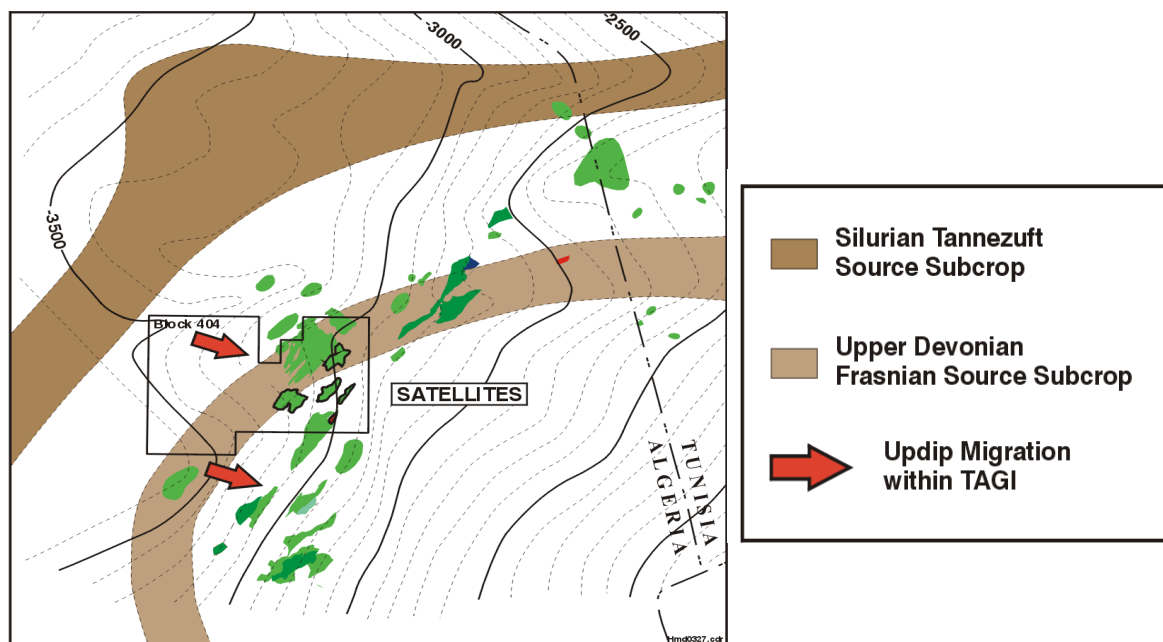 -3000
-2500
-3500
Block 404
SATELLITES
TUNISIA
ALGERIA
Hmd0327.cdr
Silurian Tannezuft
Source Subcrop
Upper Devonian
Frasnian Source Subcrop
Updip Migration
within TAGI